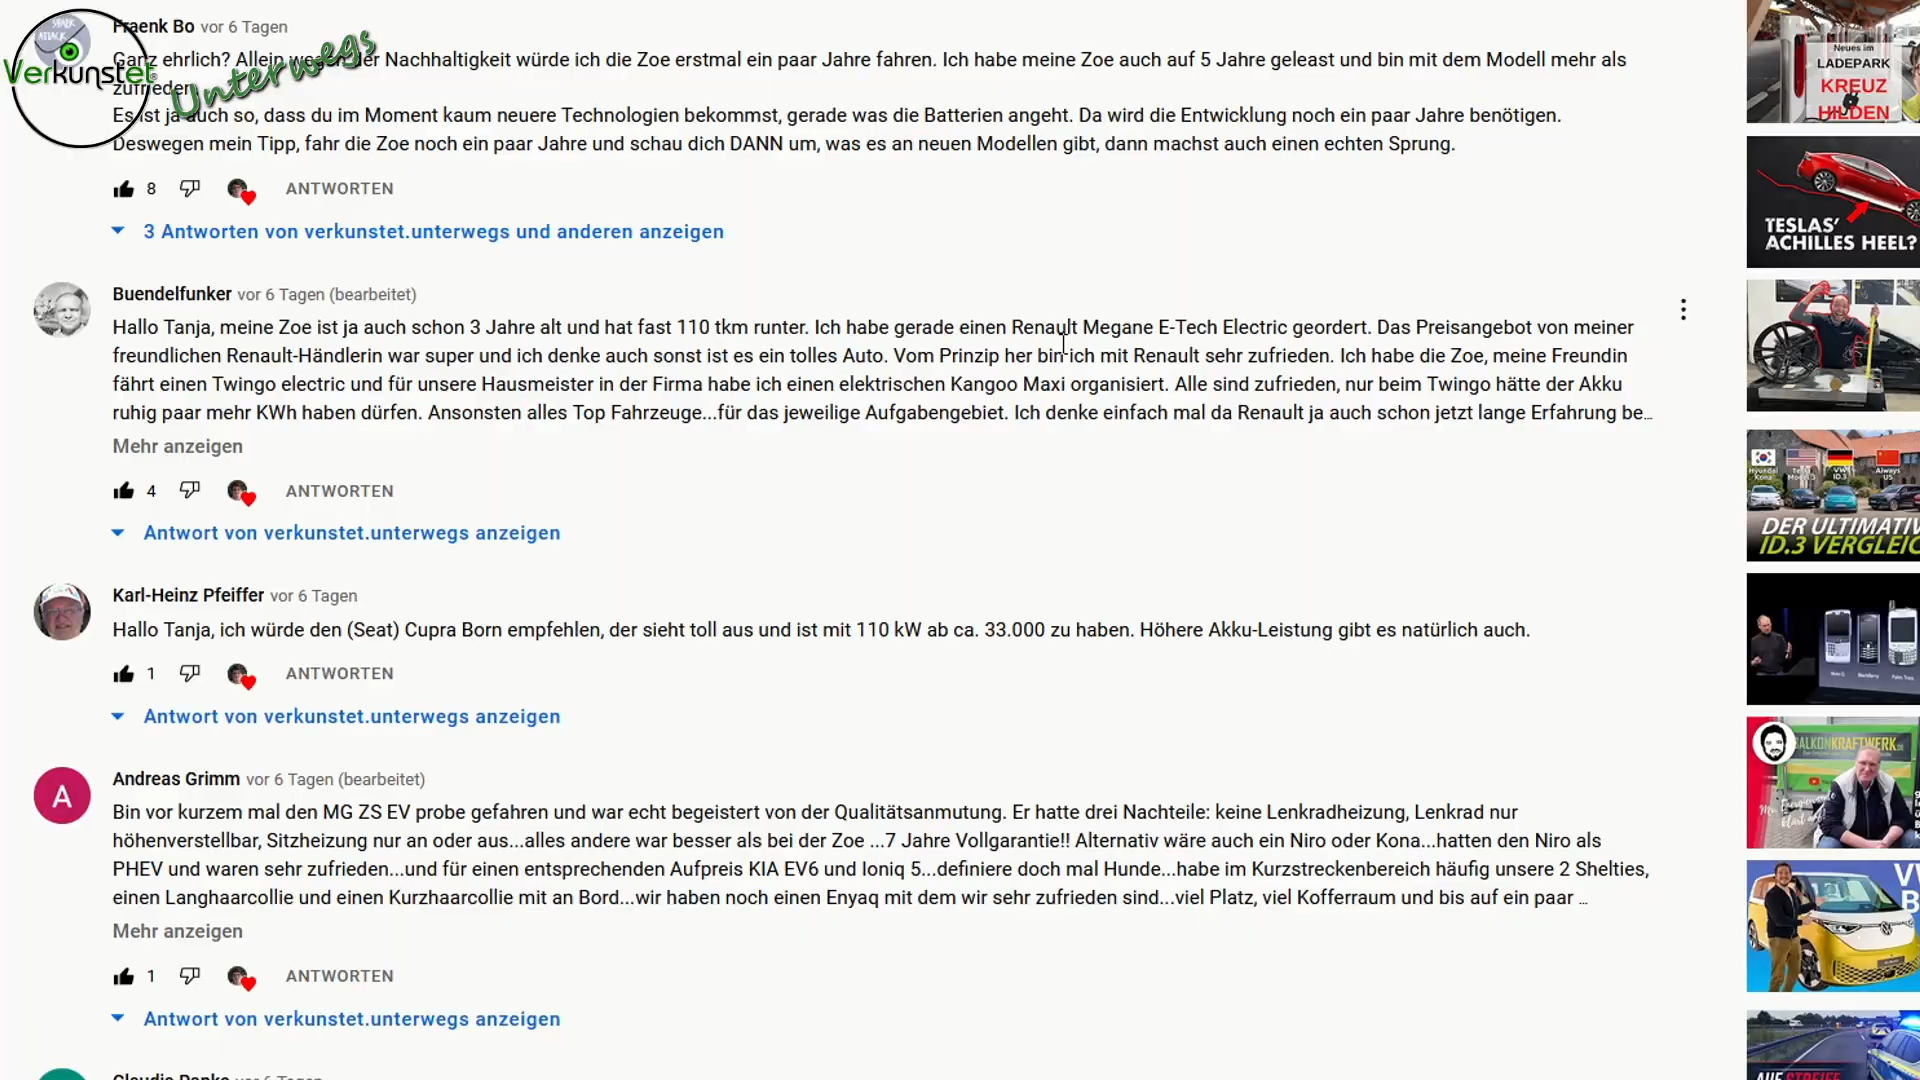 Fraenk Bo vor 6 Tagen
Ganz ehrlich? Allein wegen der Nachhaltigkeit würde ich die Zoe erstmal ein paar Jahre fahren. Ich habe meine Zoe auch auf 5 Jahre geleast und bin mit dem Modell mehr als
zufrieden.
Es ist ja auch so, dass du im Moment kaum neuere Technologien bekommst, gerade was die Batterien angeht. Da wird die Entwicklung noch ein paar Jahre benötigen.
Deswegen mein Tipp, fahr die Zoe noch ein paar Jahre und schau dich DANN um, was es an neuen Modellen gibt, dann machst auch einen echten Sprung.
8 ANTWORTEN
3 Antworten von verkunstet.unterwegs und anderen anzeigen
Verkunstet
Unterwegs
Buendelfunker vor 6 Tagen (bearbeitet)
Hallo Tanja, meine Zoe ist ja auch schon 3 Jahre alt und hat fast 110 tkm runter. Ich habe gerade einen Renault Megane E-Tech Electric geordert. Das Preisangebot von meiner
freundlichen Renault-Händlerin war super und ich denke auch sonst ist es ein tolles Auto. Vom Prinzip her bin ich mit Renault sehr zufrieden. Ich habe die Zoe, meine Freundin
fährt einen Twingo electric und für unsere Hausmeister in der Firma habe ich einen elektrischen Kangoo Maxi organisiert. Alle sind zufrieden, nur beim Twingo hätte der Akku
ruhig paar mehr KWh haben dürfen. Ansonsten alles Top Fahrzeuge...für das jeweilige Aufgabengebiet. Ich denke einfach mal da Renault ja auch schon jetzt lange Erfahrung be...
Mehr anzeigen
4 ANTWORTEN
Antwort von verkunstet.unterwegs anzeigen
Karl-Heinz Pfeiffer vor 6 Tagen
Hallo Tanja, ich würde den (Seat) Cupra Born empfehlen, der sieht toll aus und ist mit 110 kW ab ca. 33.000 zu haben. Höhere Akku-Leistung gibt es natürlich auch.
1 ANTWORTEN
Antwort von verkunstet.unterwegs anzeigen
A
Andreas Grimm vor 6 Tagen (bearbeitet)
Bin vor kurzem mal den MG ZS EV probe gefahren und war echt begeistert von der Qualitätsanmutung. Er hatte drei Nachteile: keine Lenkradheizung, Lenkrad nur
höhenverstellbar, Sitzheizung nur an oder aus...alles andere war besser als bei der Zoe ...7 Jahre Vollgarantie!! Alternativ wäre auch ein Niro oder Kona...hatten den Niro als
PHEV und waren sehr zufrieden...und für einen entsprechenden Aufpreis KIA EV6 und Ioniq 5...definiere doch mal Hunde...habe im Kurzstreckenbereich häufig unsere 2 Shelties,
einen Langhaarcollie und einen Kurzhaarcollie mit an Bord...wir haben noch einen Enyaq mit dem wir sehr zufrieden sind...viel Platz, viel Kofferraum und bis auf ein paar ...
Mehr anzeigen
1 ANTWORTEN
Antwort von verkunstet.unterwegs anzeigen
Neues im
LADEPARK
KREUZ
HILDEN
TESLAS'
ACHILLES HEEL?
Hyundai Kona
VW ID.3
DER ULTIMATIV
ID.3 VERGLEIC
BlackBerry
BALKONKRAFTWERK
V
B
AUF STREIFE